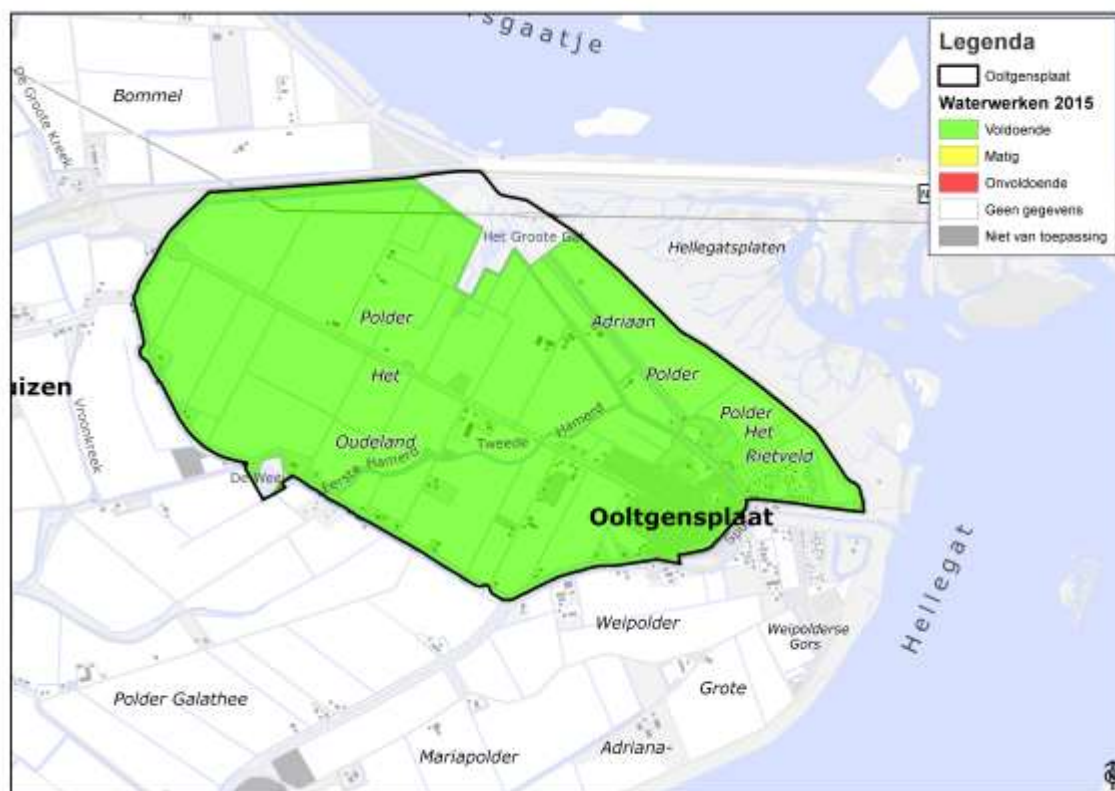 sgaatje
Legenda
Ooltgensplaat
Waterwerken 2015
Voldoende
Matig
Onvoldoende
Geen gegevens
Niet van toepassing
De Groote Kreek
Bommel
Het Groote Gat
Hellegatsplaten
Polder
Adriaan
Het
Polder
uizen
Vroonkreek
Polder
Het
Rietveld
Oudeland
Tweede
Hamerd
Eerste Hamerd
De Wee
Ooltgensplaat
Hellegat
Weipolder
Weipolderse
Gors
Polder Galathee
Grote
Mariapolder
Adriana-